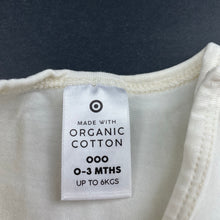 MADE WITH
ORGANIC
COTTON
000
0-3 MTHS
UP TO 6KGS